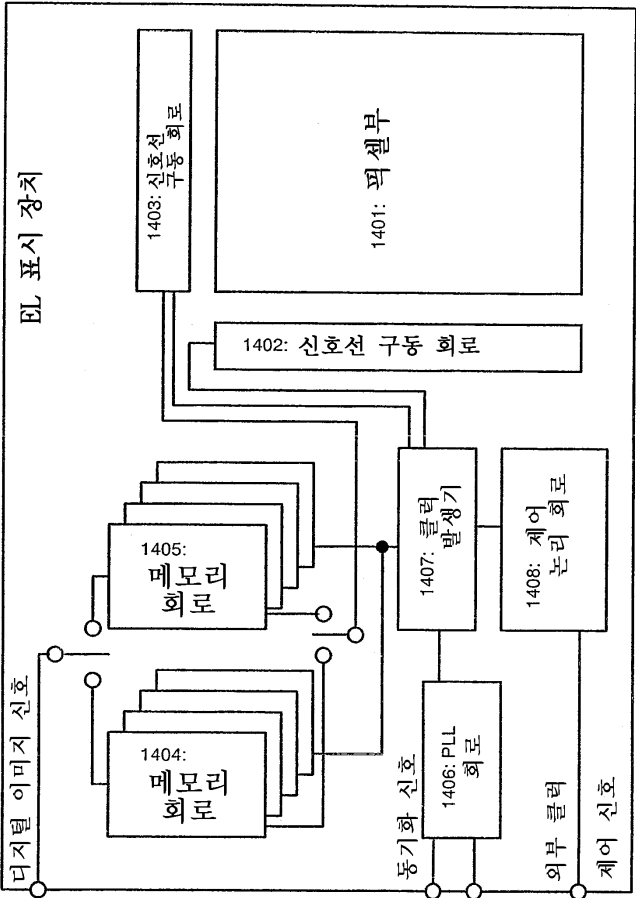 EL 표시 장치
디지털 이미지 신호
1404:
메모리
회로
1405:
메모리
회로
1403: 신호선
구동 회로
1401: 픽셀부
1402: 신호선 구동 회로
1407: 클럭
발생기
1408: 제어
논리 회로
1406: PLL
회로
동기화 신호
외부 클럭
제어 신호